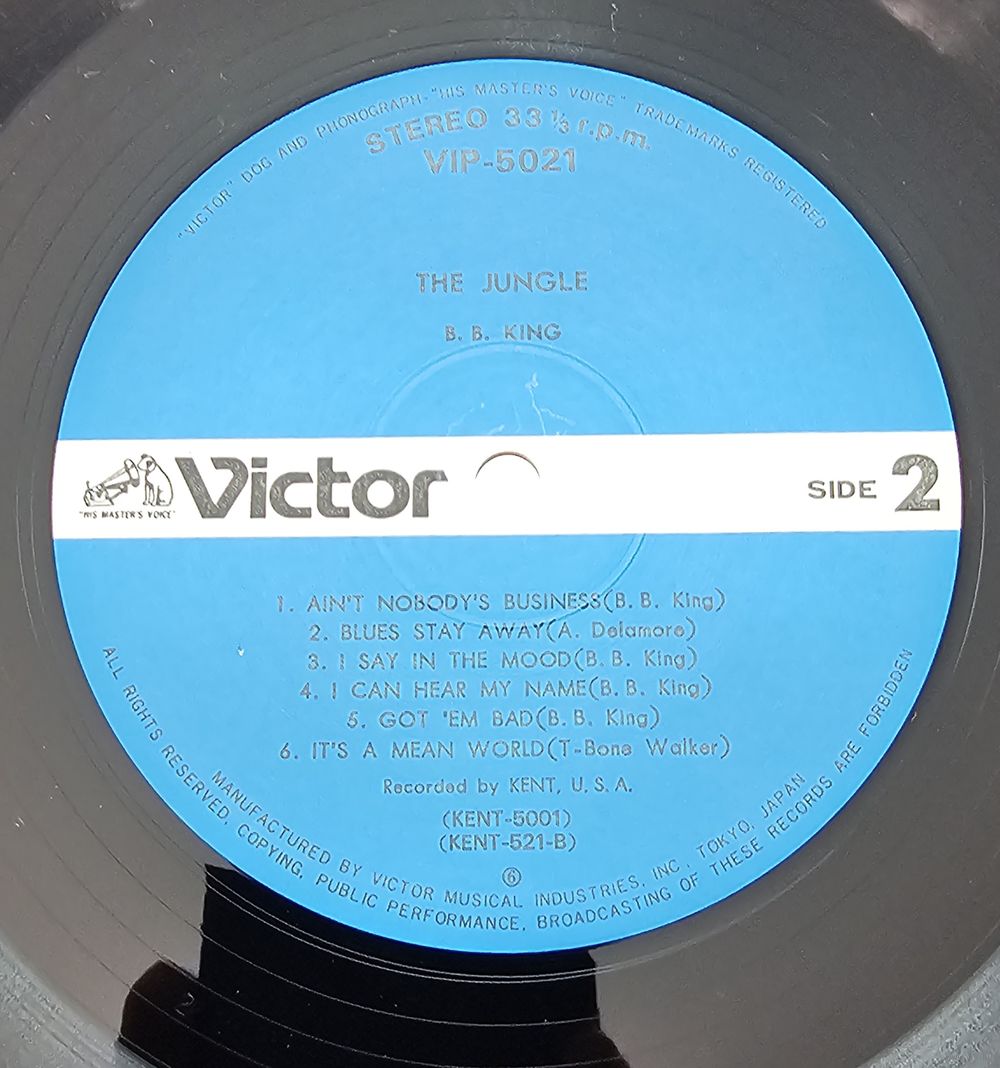 "VICTOR" DOG AND PHONOGRAPH-"HIS MASTER'S VOICE" TRADEMARKS REGISTERED
STEREO 33 1/3 r.p.m.
VIP-5021
THE JUNGLE
B. B. KING
"HIS MASTER'S VOICE"
Victor
SIDE 2
1. AIN'T NOBODY'S BUSINESS(B. B. King)
2. BLUES STAY AWAY(A. Delamore)
3. I SAY IN THE MOOD(B. B. King)
4. I CAN HEAR MY NAME(B. B. King)
5. GOT 'EM BAD(B. B. King)
6. IT'S A MEAN WORLD(T-Bone Walker)
Recorded by KENT, U. S. A.
(KENT-5001)
(KENT-521-B)
⑥
MANUFACTURED BY VICTOR MUSICAL INDUSTRIES, INC., TOKYO, JAPAN
ALL RIGHTS RESERVED, COPYING, PUBLIC PERFORMANCE, BROADCASTING OF THESE RECORDS ARE FORBIDDEN